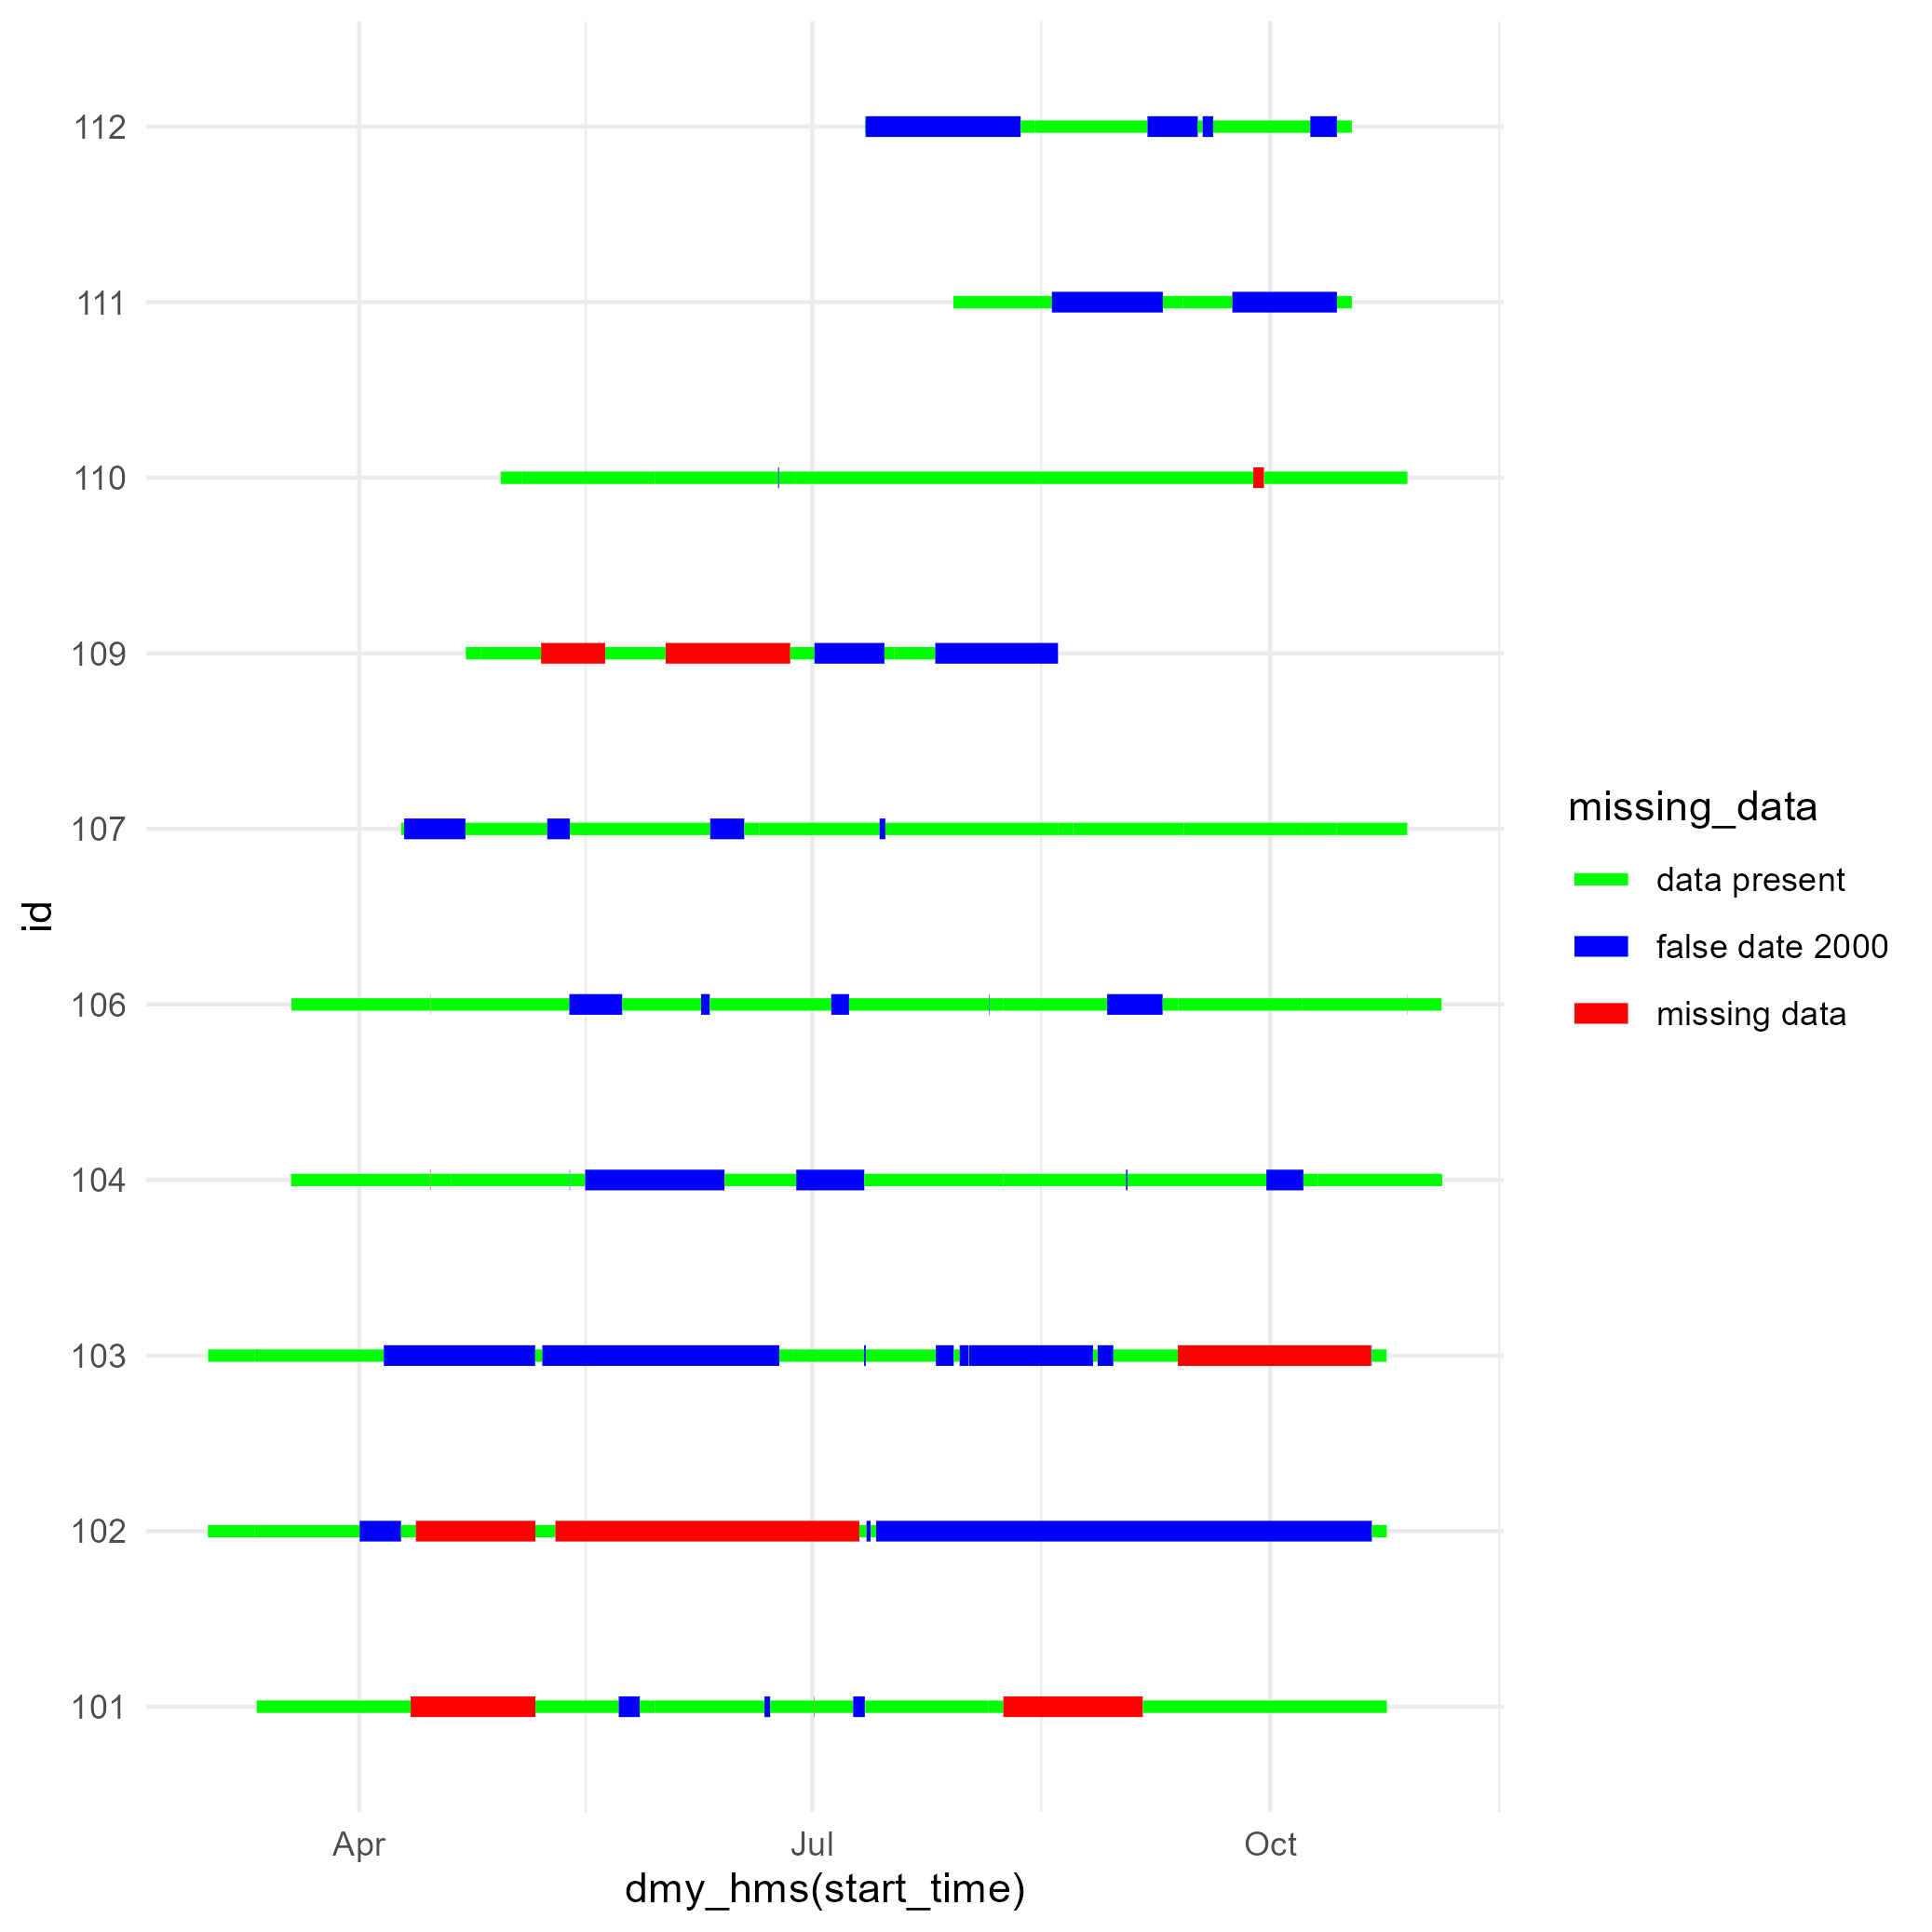 112
111
110
109
107
106
104
103
102
101
id
Apr
Jul
Oct
dmy_hms(start_time)
missing_data
data present
false date 2000
missing data